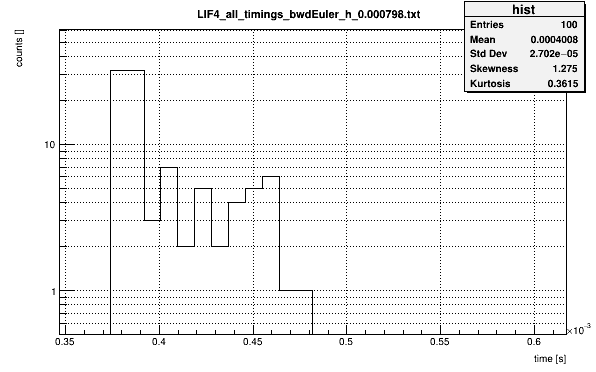 LIF4_all_timings_bwdEuler_h_0.000798.txt
hist
Entries 100
Mean 0.0004008
Std Dev 2.702e−05
Skewness 1.275
Kurtosis 0.3615
counts []
10
1
0.35 0.4 0.45 0.5 0.55 0.6
×10−3
time [s]